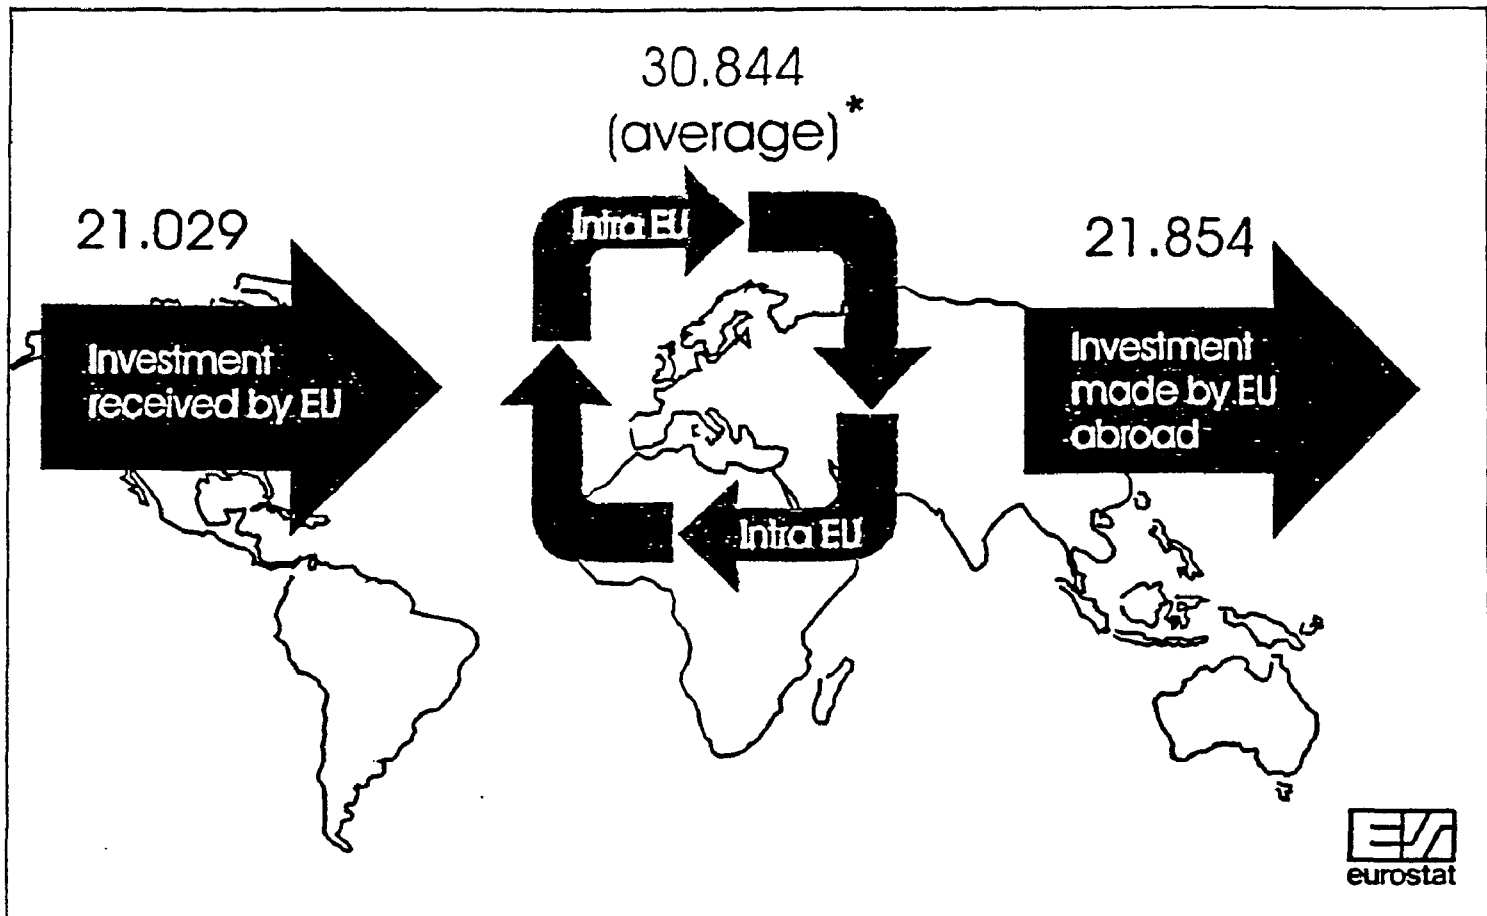 30.844
(average)*
21.029
Intra EU
21.854
Investment
received by EU
Investment
made by EU
abroad
Intra EU
eurostat